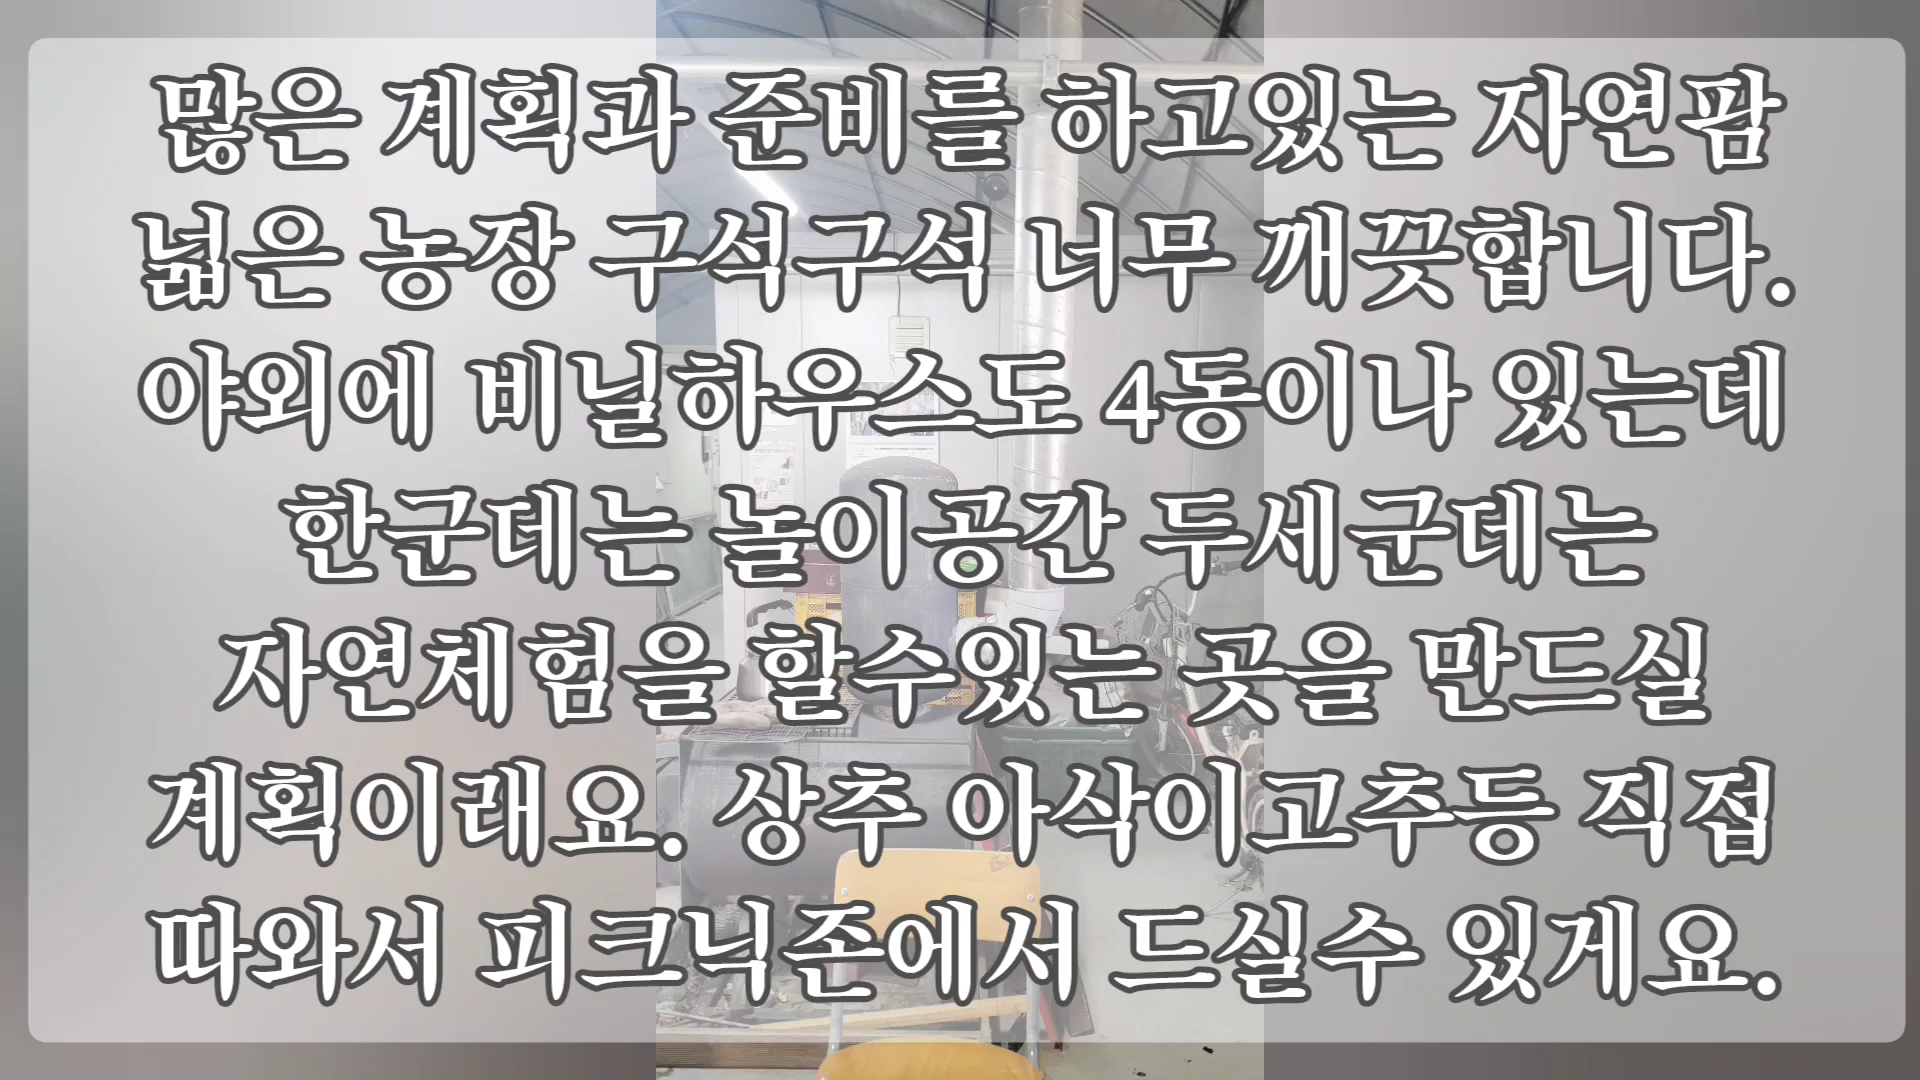 많은 계획과 준비를 하고있는 자연팜
넓은 농장 구석구석 너무 깨끗합니다.
야외에 비닐하우스도 4동이나 있는데
한군데는 놀이공간 두세군데는
자연체험을 할수있는 곳을 만드실
계획이래요. 상추 아삭이고추등 직접
따와서 피크닉존에서 드실수 있게요.